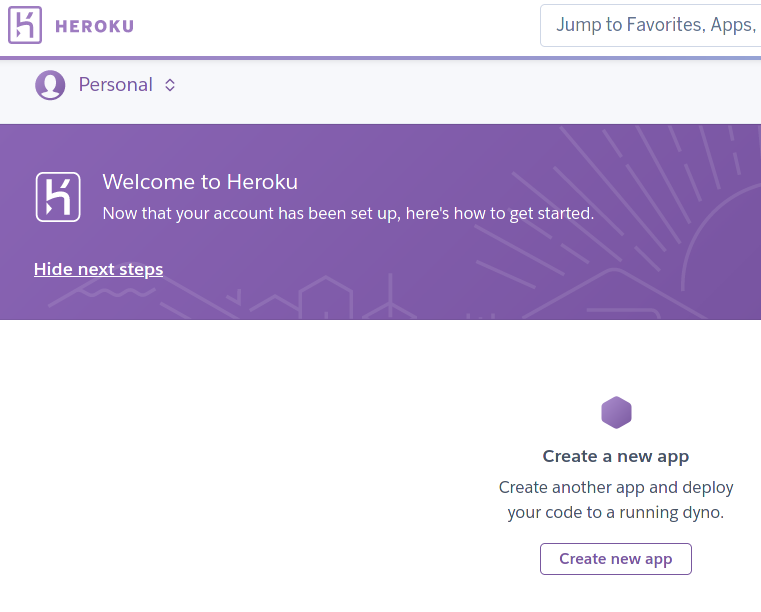 HEROKU
Jump to Favorites, Apps,
Personal
Welcome to Heroku
Now that your account has been set up, here's how to get started.
Hide next steps
Create a new app
Create another app and deploy
your code to a running dyno.
Create new app